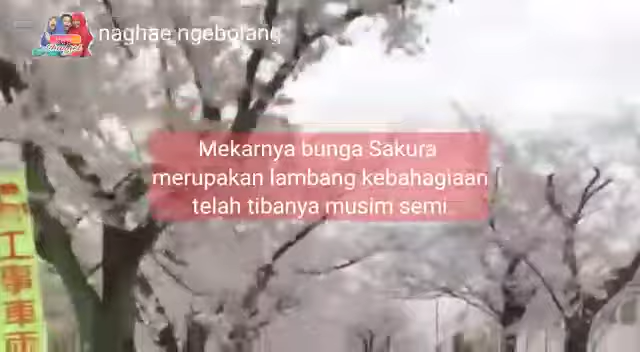 naghae ngebolang
Mekarnya bunga Sakura
merupakan lambang kebahagiaan
telah tibanya musim semi
工事車両